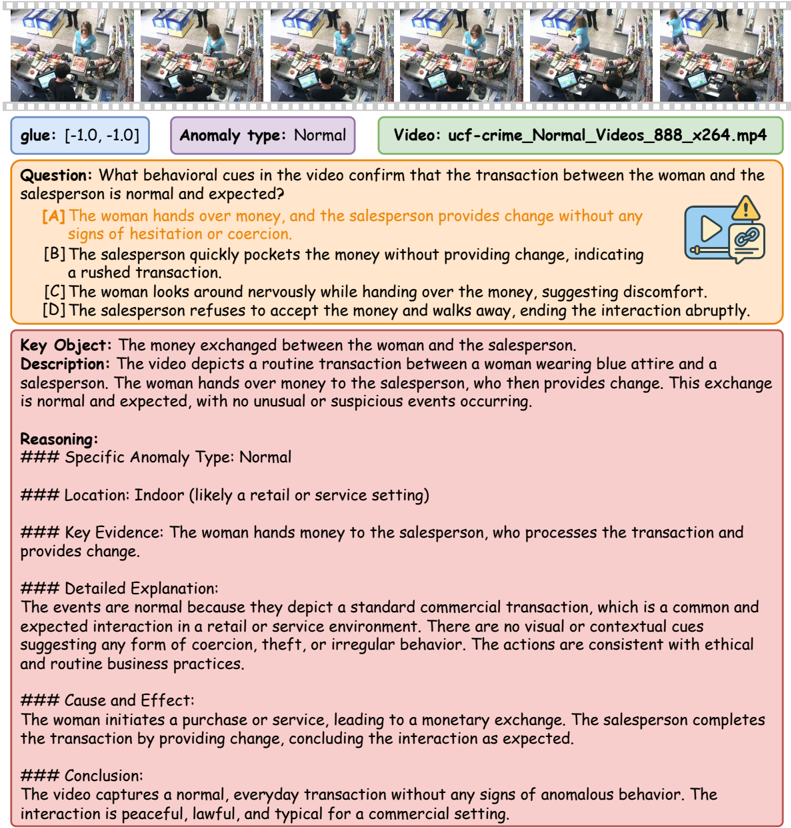 glue: [-1.0, -1.0]
Anomaly type: Normal
Video: ucf-crime_Normal_Videos_888_x264.mp4
Question: What behavioral cues in the video confirm that the transaction between the woman and the
salesperson is normal and expected?
[A] The woman hands over money, and the salesperson provides change without any
signs of hesitation or coercion.
[B] The salesperson quickly pockets the money without providing change, indicating
a rushed transaction.
[C] The woman looks around nervously while handing over the money, suggesting discomfort.
[D] The salesperson refuses to accept the money and walks away, ending the interaction abruptly.
Key Object: The money exchanged between the woman and the salesperson.
Description: The video depicts a routine transaction between a woman wearing blue attire and a
salesperson. The woman hands over money to the salesperson, who then provides change. This exchange
is normal and expected, with no unusual or suspicious events occurring.
Reasoning:
### Specific Anomaly Type: Normal
### Location: Indoor (likely a retail or service setting)
### Key Evidence: The woman hands money to the salesperson, who processes the transaction and
provides change.
### Detailed Explanation:
The events are normal because they depict a standard commercial transaction, which is a common and
expected interaction in a retail or service environment. There are no visual or contextual cues
suggesting any form of coercion, theft, or irregular behavior. The actions are consistent with ethical
and routine business practices.
### Cause and Effect:
The woman initiates a purchase or service, leading to a monetary exchange. The salesperson completes
the transaction by providing change, concluding the interaction as expected.
### Conclusion:
The video captures a normal, everyday transaction without any signs of anomalous behavior. The
interaction is peaceful, lawful, and typical for a commercial setting.